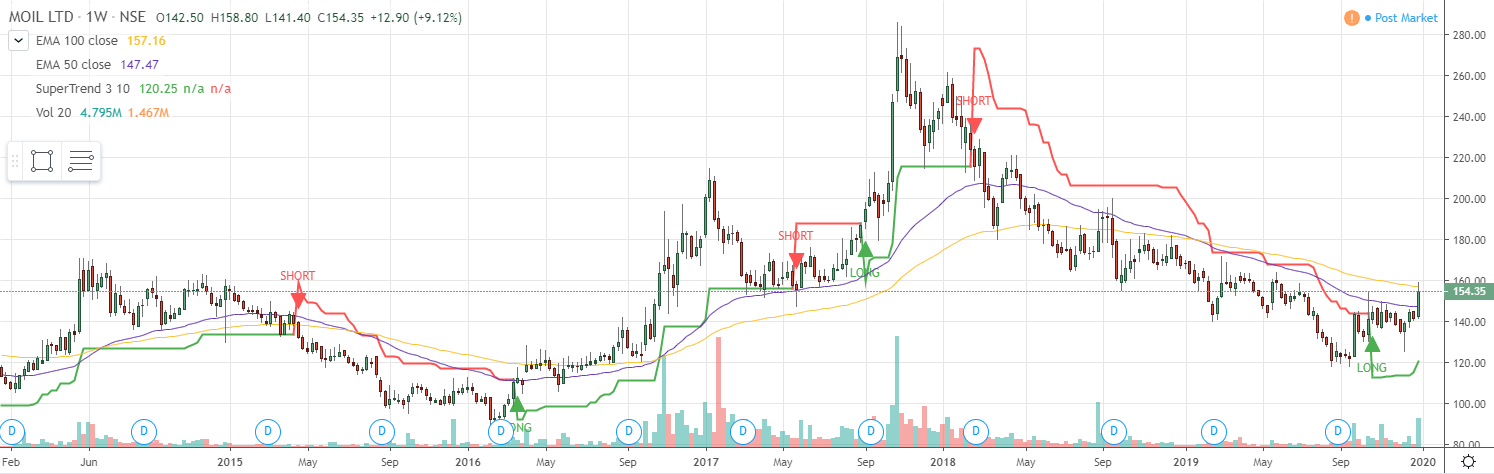 MOIL LTD · 1W · NSE O142.50 H158.80 L141.40 C154.35 +12.90 (+9.12%)
! Post Market
EMA 100 close 157.16
EMA 50 close 147.47
SuperTrend 3 10 120.25 n/a n/a
Vol 20 4.795M 1.467M
280.00
260.00
240.00
220.00
200.00
180.00
160.00
154.35
140.00
120.00
100.00
80.00
SHORT
SHORT
SHORT
LONG
LONG
ONG
D D D D D D D D D D D
Feb Jun 2015 May Sep 2016 May Sep 2017 May Sep 2018 May Sep 2019 May Sep 2020